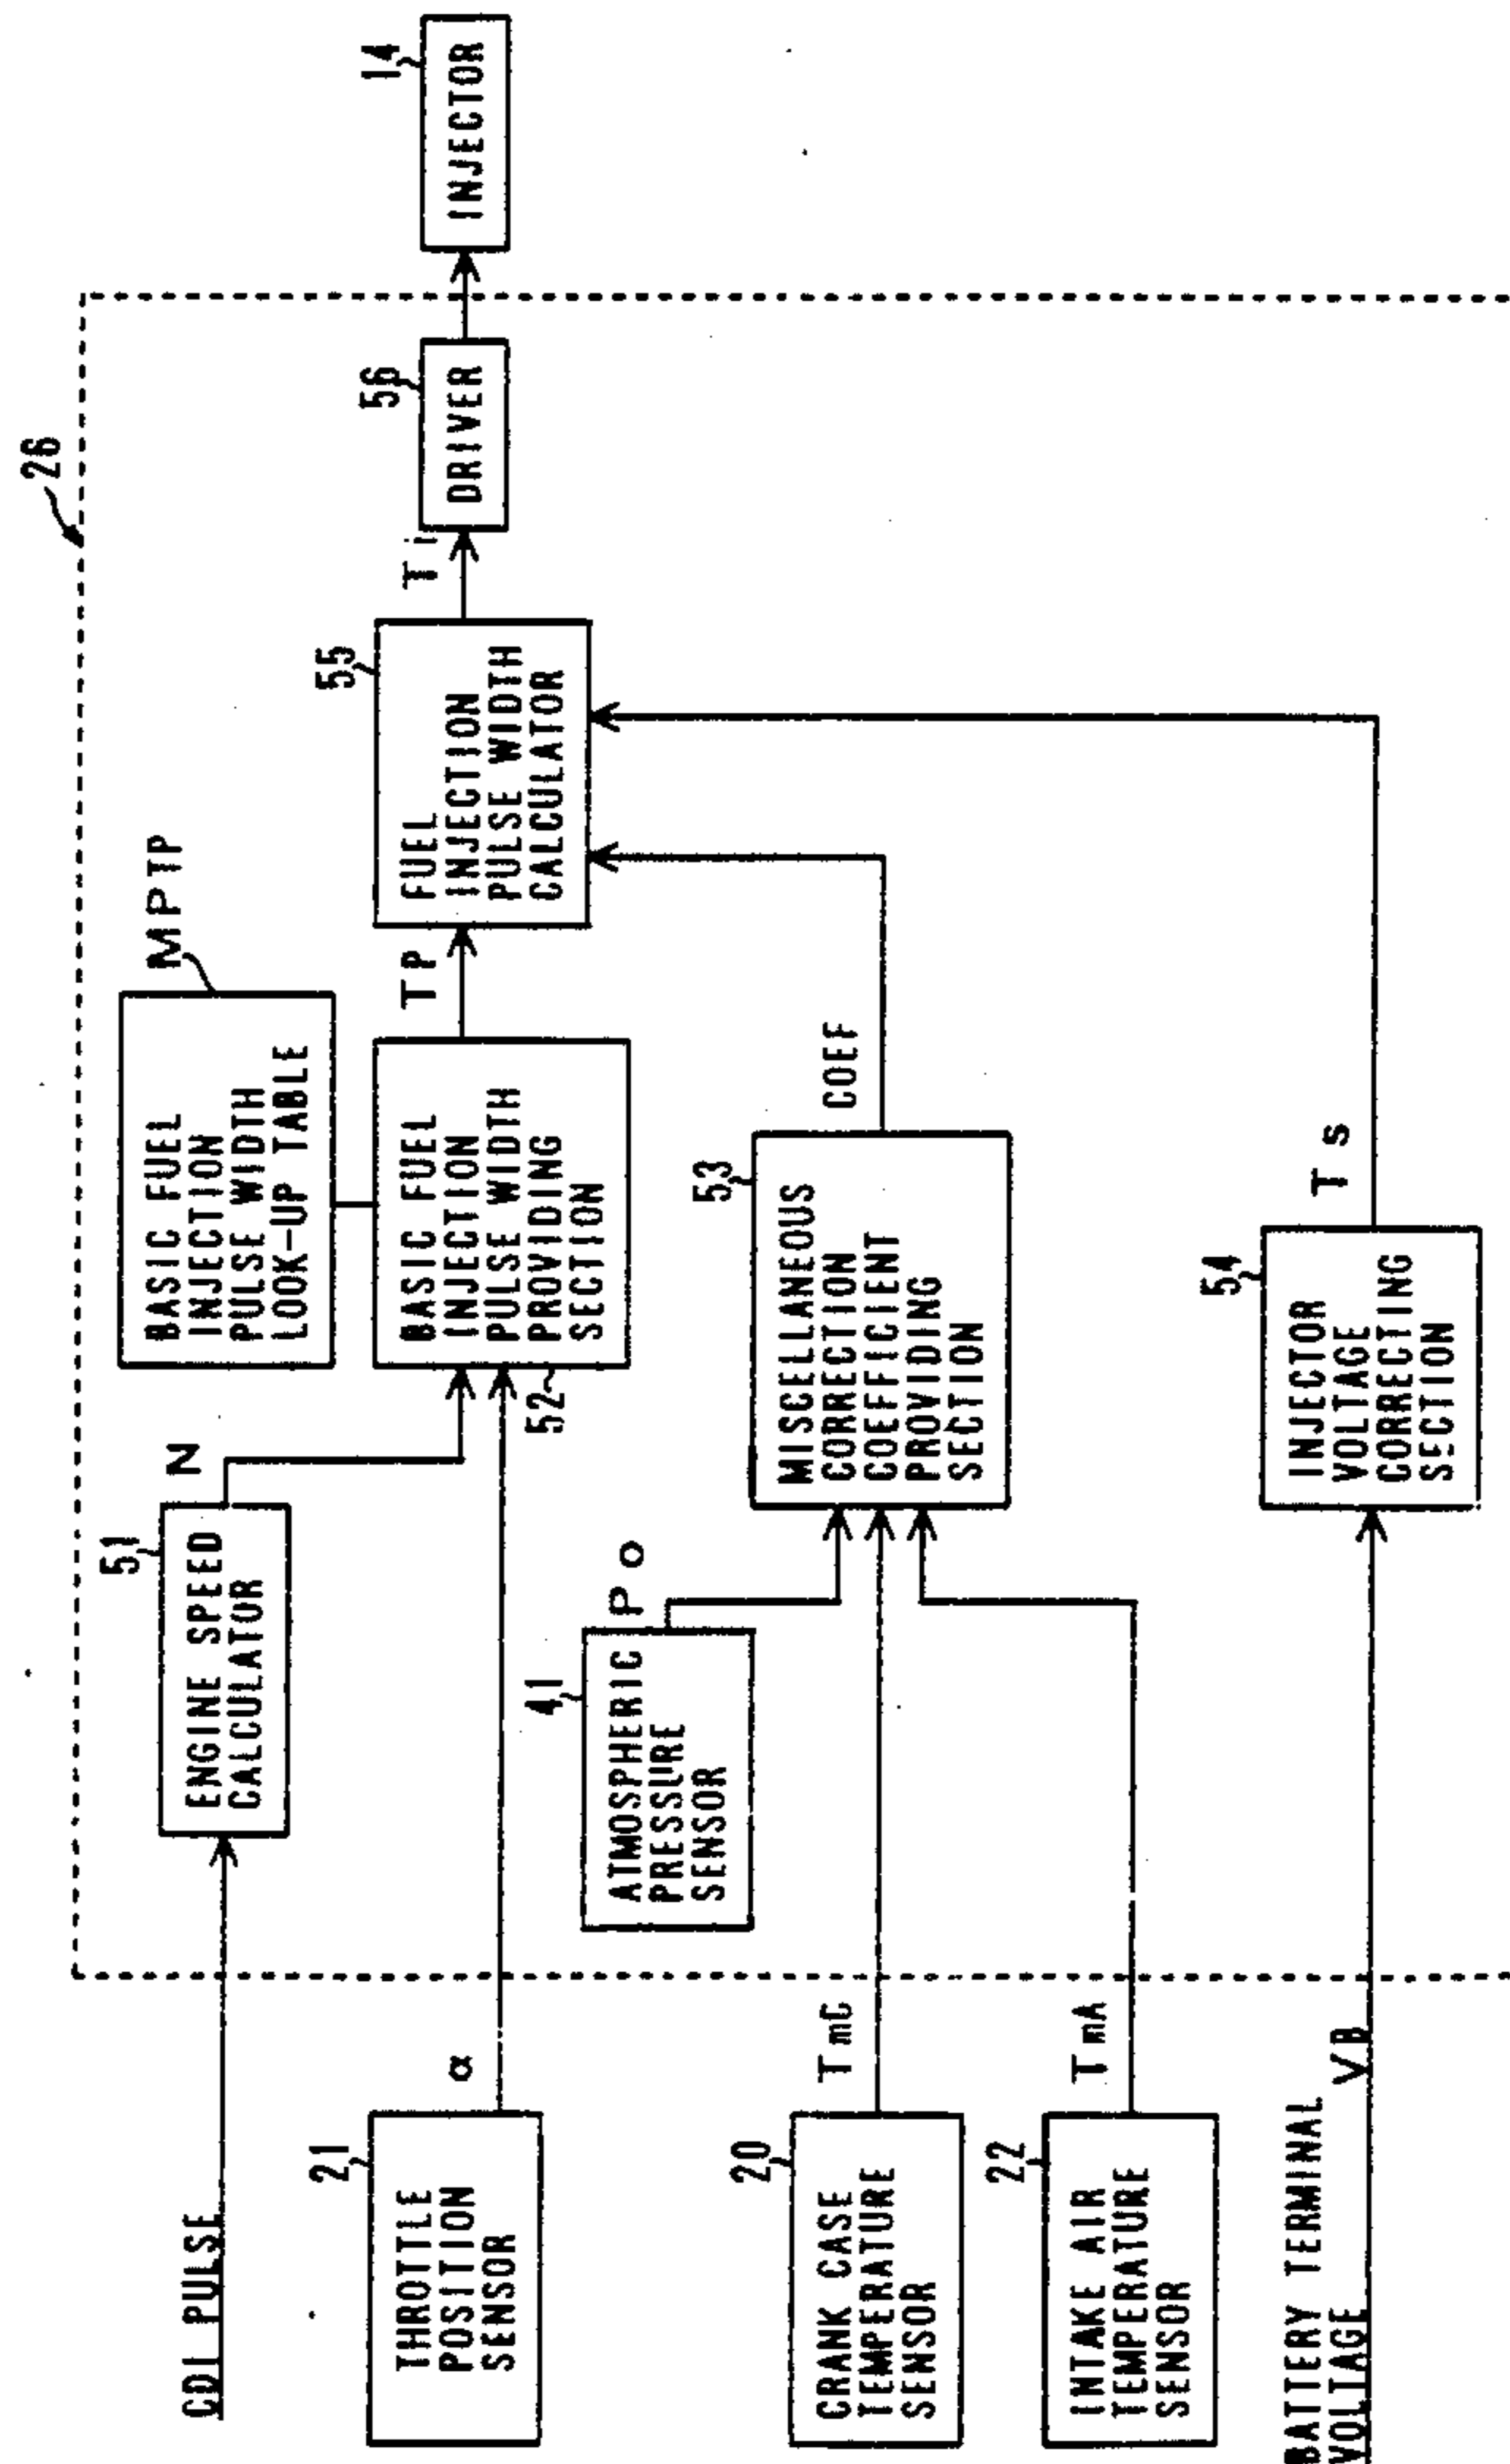 CDI PULSE
51
ENGINE SPEED
CALCULATOR
N
MPTP
BASIC FUEL
INJECTION
PULSE WIDTH
LOOK-UP TABLE
26
21
THROTTLE
POSITION
SENSOR
α
52
BASIC FUEL
INJECTION
PULSE WIDTH
PROVIDING
SECTION
TP
55
FUEL
INJECTION
PULSE WIDTH
CALCULATOR
Ti
56
DRIVER
14
INJECTOR
41
ATMOSPHERIC
PRESSURE
SENSOR
PO
20
CRANK CASE
TEMPERATURE
SENSOR
TmC
53
MISCELLANEOUS
CORRECTION
COEFFICIENT
PROVIDING
SECTION
COEF
22
INTAKE AIR
TEMPERATURE
SENSOR
TmA
BATTERY TERMINAL
VOLTAGE
VB
54
INJECTOR
VOLTAGE
CORRECTING
SECTION
Ts